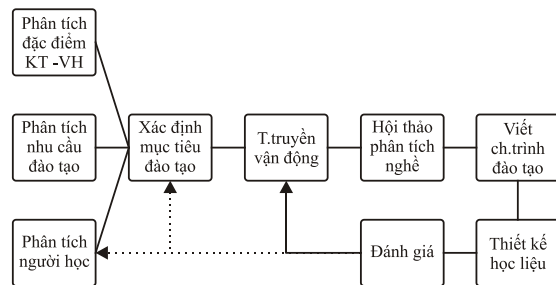 Phân tích
đặc điểm
KT -VH
Phân tích
nhu cầu
đào tạo
Xác định
mục tiêu
đào tạo
T.truyền
vận động
Hội thảo
phân tích
nghề
Viết
ch.trình
đào tạo
Phân tích
người học
Đánh giá
Thiết kế
học liệu